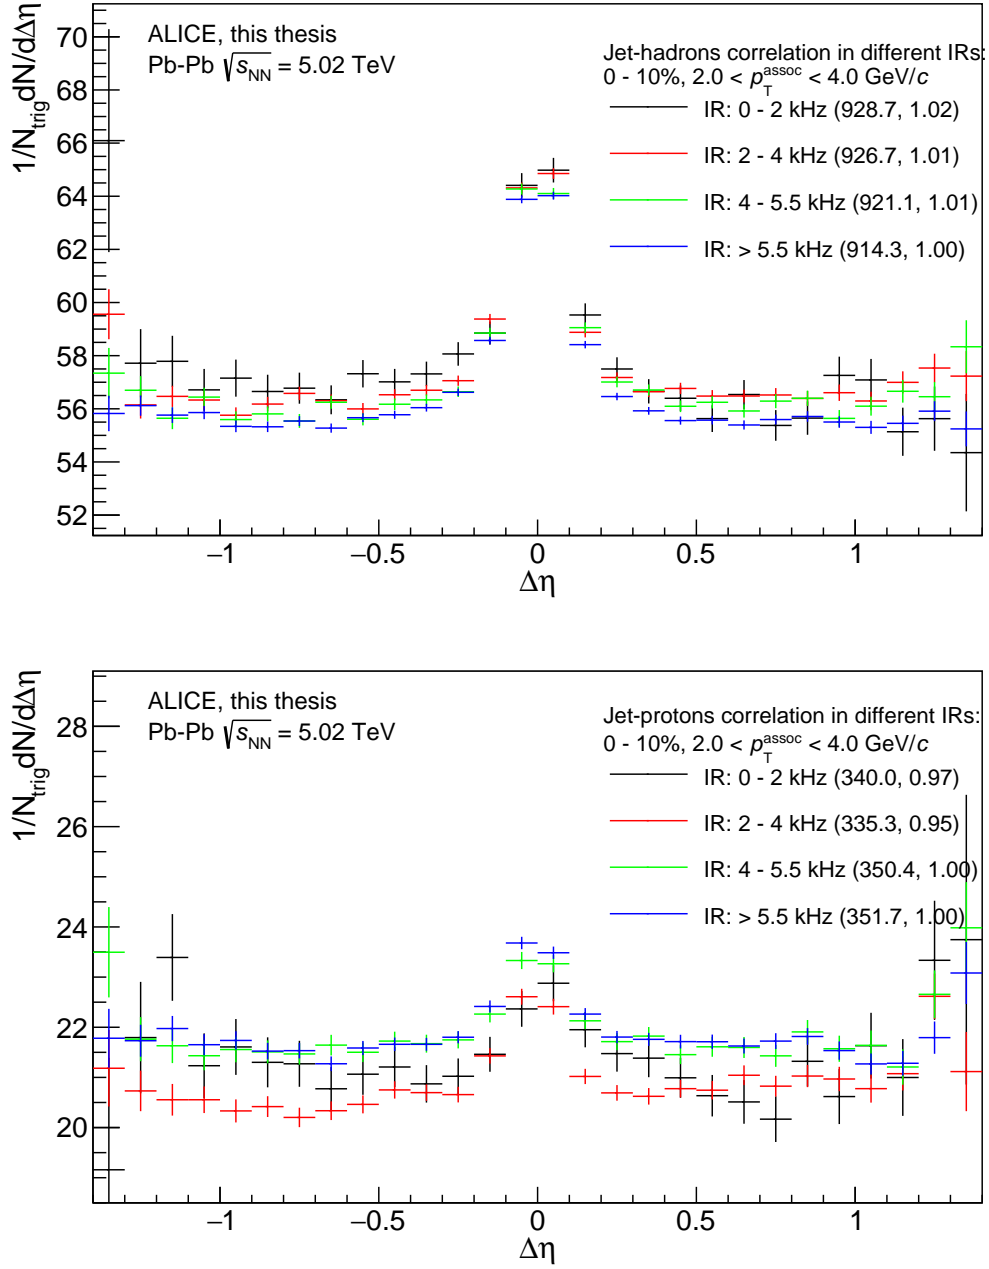 ALICE, this thesis
Pb-Pb √sNN = 5.02 TeV
Jet-hadrons correlation in different IRs:
0 - 10%, 2.0 < pTassoc < 4.0 GeV/c
IR: 0 - 2 kHz (928.7, 1.02)
IR: 2 - 4 kHz (926.7, 1.01)
IR: 4 - 5.5 kHz (921.1, 1.01)
IR: > 5.5 kHz (914.3, 1.00)
1/Ntrig dN/dΔη
70
68
66
64
62
60
58
56
54
52
−1 −0.5 0 0.5 1
Δη
ALICE, this thesis
Pb-Pb √sNN = 5.02 TeV
Jet-protons correlation in different IRs:
0 - 10%, 2.0 < pTassoc < 4.0 GeV/c
IR: 0 - 2 kHz (340.0, 0.97)
IR: 2 - 4 kHz (335.3, 0.95)
IR: 4 - 5.5 kHz (350.4, 1.00)
IR: > 5.5 kHz (351.7, 1.00)
1/Ntrig dN/dΔη
28
26
24
22
20
−1 −0.5 0 0.5 1
Δη